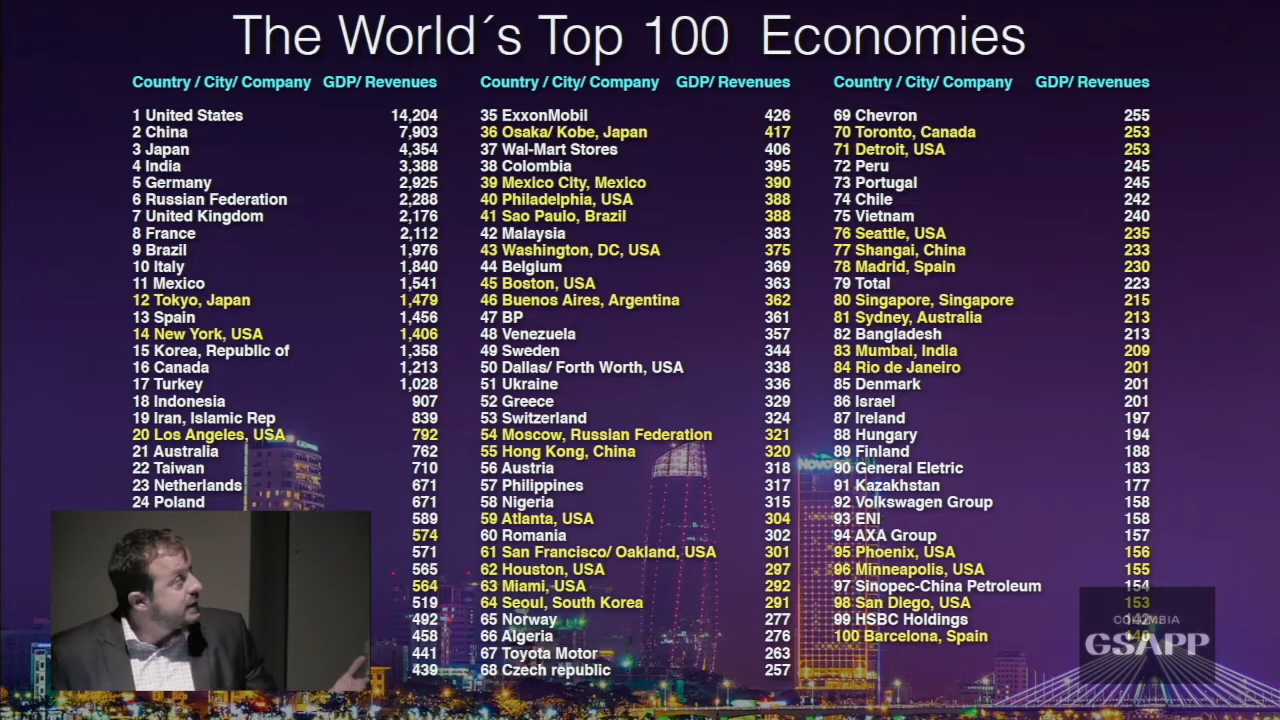 The World´s Top 100 Economies
Country / City/ Company GDP/ Revenues
1 United States 14,204
2 China 7,903
3 Japan 4,354
4 India 3,388
5 Germany 2,925
6 Russian Federation 2,288
7 United Kingdom 2,176
8 France 2,112
9 Brazil 1,976
10 Italy 1,840
11 Mexico 1,541
12 Tokyo, Japan 1,479
13 Spain 1,456
14 New York, USA 1,406
15 Korea, Republic of 1,358
16 Canada 1,213
17 Turkey 1,028
18 Indonesia 907
19 Iran, Islamic Rep 839
20 Los Angeles, USA 792
21 Australia 762
22 Taiwan 710
23 Netherlands 671
24 Poland 671
589
574
571
565
564
519
492
458
441
439
Country / City/ Company GDP/ Revenues
35 ExxonMobil 426
36 Osaka/ Kobe, Japan 417
37 Wal-Mart Stores 406
38 Colombia 395
39 Mexico CIty, Mexico 390
40 Philadelphia, USA 388
41 Sao Paulo, Brazil 388
42 Malaysia 383
43 Washington, DC, USA 375
44 Belgium 369
45 Boston, USA 363
46 Buenos Aires, Argentina 362
47 BP 361
48 Venezuela 357
49 Sweden 344
50 Dallas/ Forth Worth, USA 338
51 Ukraine 336
52 Greece 329
53 Switzerland 324
54 Moscow, Russian Federation 321
55 Hong Kong, China 320
56 Austria 318
57 Philippines 317
58 Nigeria 315
59 Atlanta, USA 304
60 Romania 302
61 San Francisco/ Oakland, USA 301
62 Houston, USA 297
63 Miami, USA 292
64 Seoul, South Korea 291
65 Norway 277
66 Algeria 276
67 Toyota Motor 263
68 Czech republic 257
Country / City/ Company GDP/ Revenues
69 Chevron 255
70 Toronto, Canada 253
71 Detroit, USA 253
72 Peru 245
73 Portugal 245
74 Chile 242
75 Vietnam 240
76 Seattle, USA 235
77 Shangai, China 233
78 Madrid, Spain 230
79 Total 223
80 Singapore, Singapore 215
81 Sydney, Australia 213
82 Bangladesh 213
83 Mumbai, India 209
84 Rio de Janeiro 201
85 Denmark 201
86 Israel 201
87 Ireland 197
88 Hungary 194
89 Finland 188
90 General Eletric 183
91 Kazakhstan 177
92 Volkswagen Group 158
93 ENI 158
94 AXA Group 157
95 Phoenix, USA 156
96 Minneapolis, USA 155
97 Sinopec-China Petroleum 154
98 San Diego, USA 153
99 HSBC Holdings
100 Barcelona, Spain
COLUMBIA
GSAPP